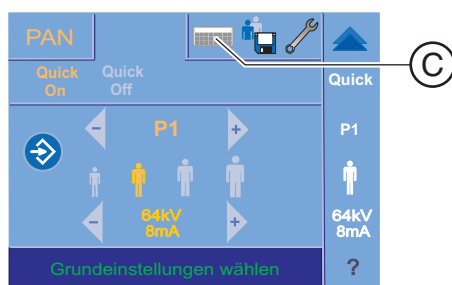 PAN
Quick On
Quick Off
Quick
- P1 +
P1
- 64kV 8mA +
64kV
8mA
Grundeinstellungen wählen
?
C